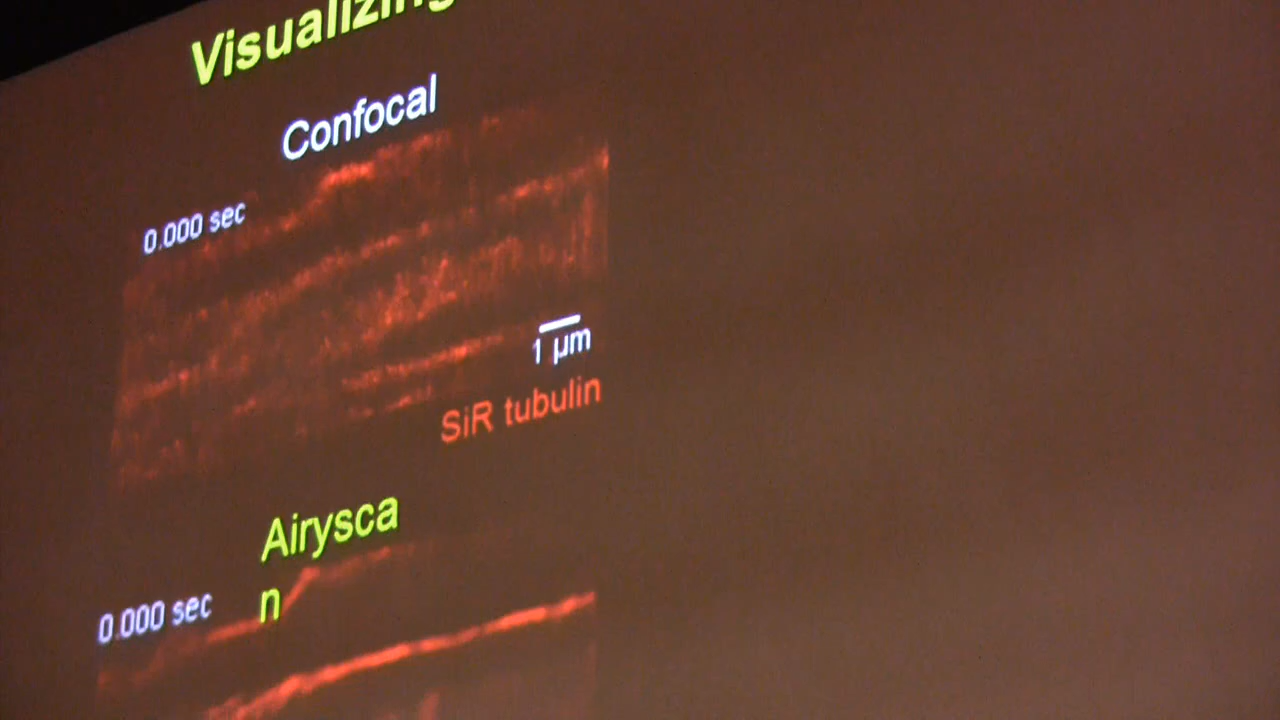 Visualizing
Confocal
0.000 sec
1 µm
SiR tubulin
Airysca
n
0.000 sec